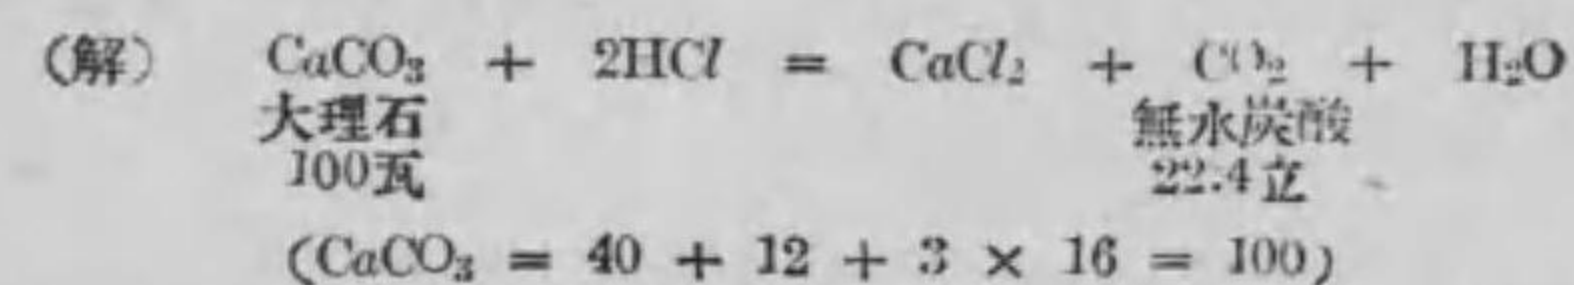 (解) CaCO₃ + 2HCl = CaCl₂ + CO₂ + H₂O
大理石 無水炭酸
100瓦 22.4立
(CaCO₃ = 40 + 12 + 3 × 16 = 100)